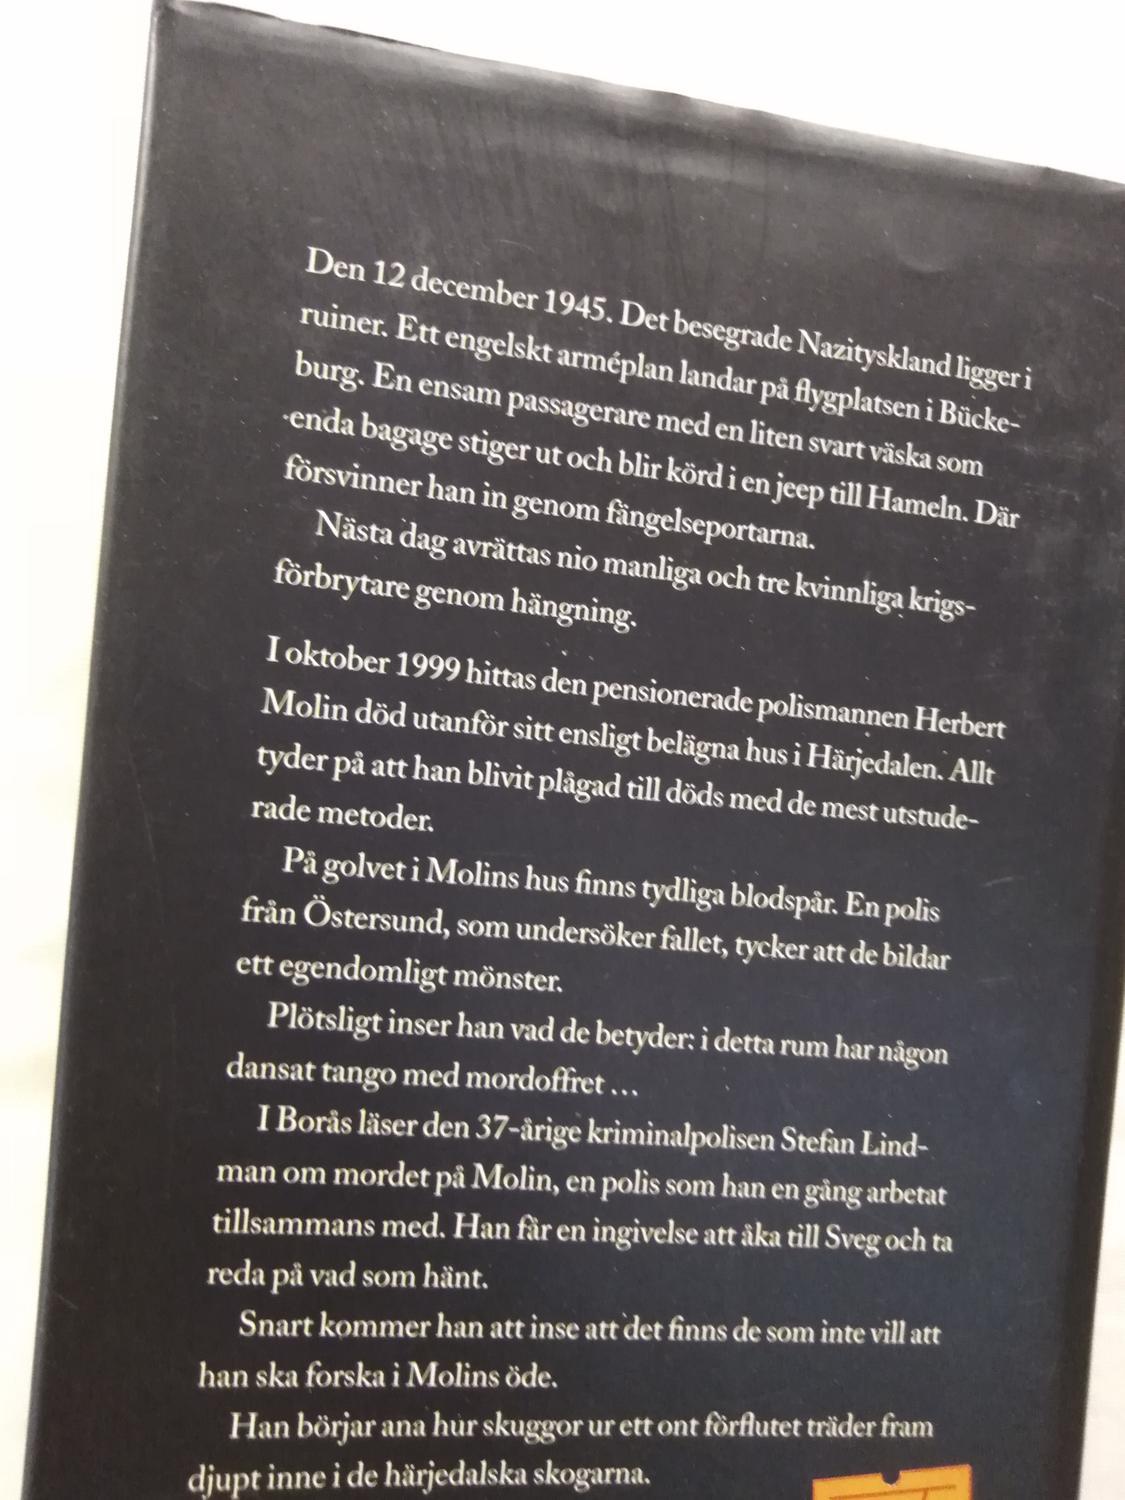 Den 12 december 1945. Det besegrade Nazityskland ligger i
ruiner. Ett engelskt arméplan landar på flygplatsen i Bücke-
burg. En ensam passagerare med en liten svart väska som
enda bagage stiger ut och blir körd i en jeep till Hameln. Där
försvinner han in genom fängelseportarna.
Nästa dag avrättas nio manliga och tre kvinnliga krigs-
förbrytare genom hängning.
I oktober 1999 hittas den pensionerade polismannen Herbert
Molin död utanför sitt ensligt belägna hus i Härjedalen. Allt
tyder på att han blivit plågad till döds med de mest utstude-
rade metoder.
På golvet i Molins hus finns tydliga blodspår. En polis
från Östersund, som undersöker fallet, tycker att de bildar
ett egendomligt mönster.
Plötsligt inser han vad de betyder: i detta rum har någon
dansat tango med mordoffret ...
I Borås läser den 37-årige kriminalpolisen Stefan Lind-
man om mordet på Molin, en polis som han en gång arbetat
tillsammans med. Han får en ingivelse att åka till Sveg och ta
reda på vad som hänt.
Snart kommer han att inse att det finns de som inte vill att
han ska forska i Molins öde.
Han börjar ana hur skuggor ur ett ont förflutet träder fram
djupt inne i de härjedalska skogarna.